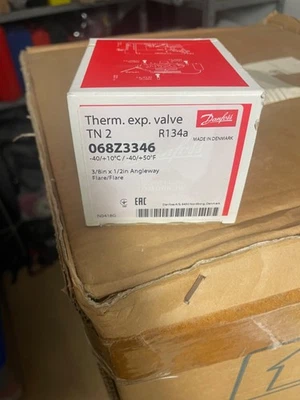 Therm. exp. valve
TN 2 R134a
Danfoss
MADE IN DENMARK
068Z3346
-40/+10°C / -40/+50°F
3/8in x 1/2in Angleway
Flare/Flare
EAC